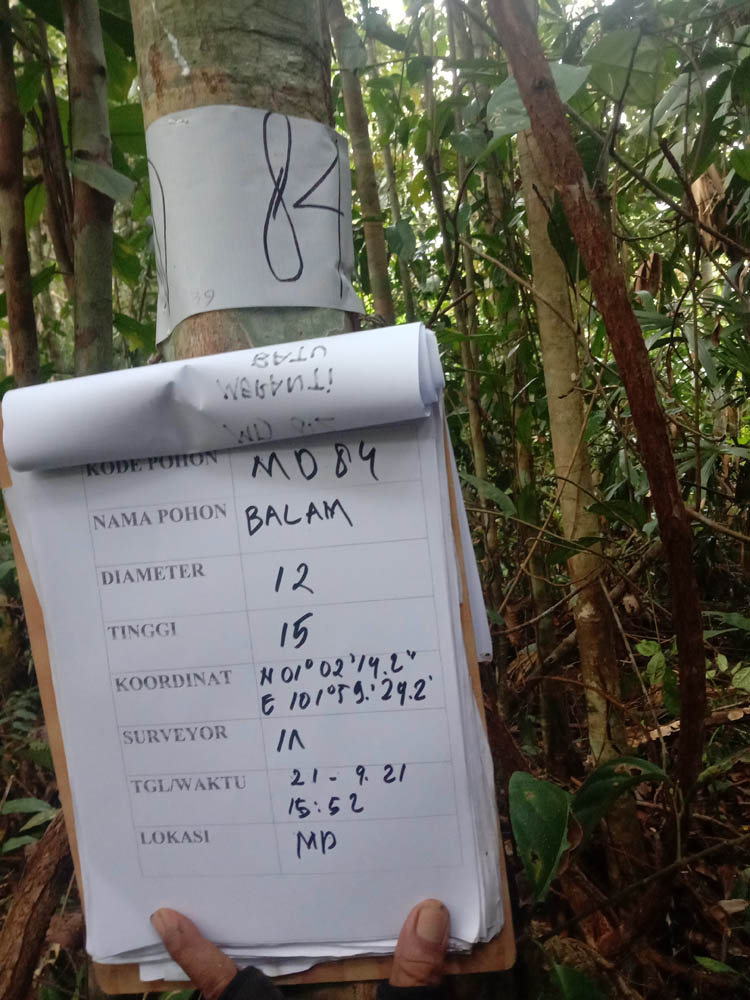 84
KODE POHON MD 84
NAMA POHON BALAM
DIAMETER 12
TINGGI 15
KOORDINAT N 01° 02' 14.2"
E 101° 59.' 29.2'
SURVEYOR
TGL/WAKTU 21 - 9. 21
15:52
LOKASI MD